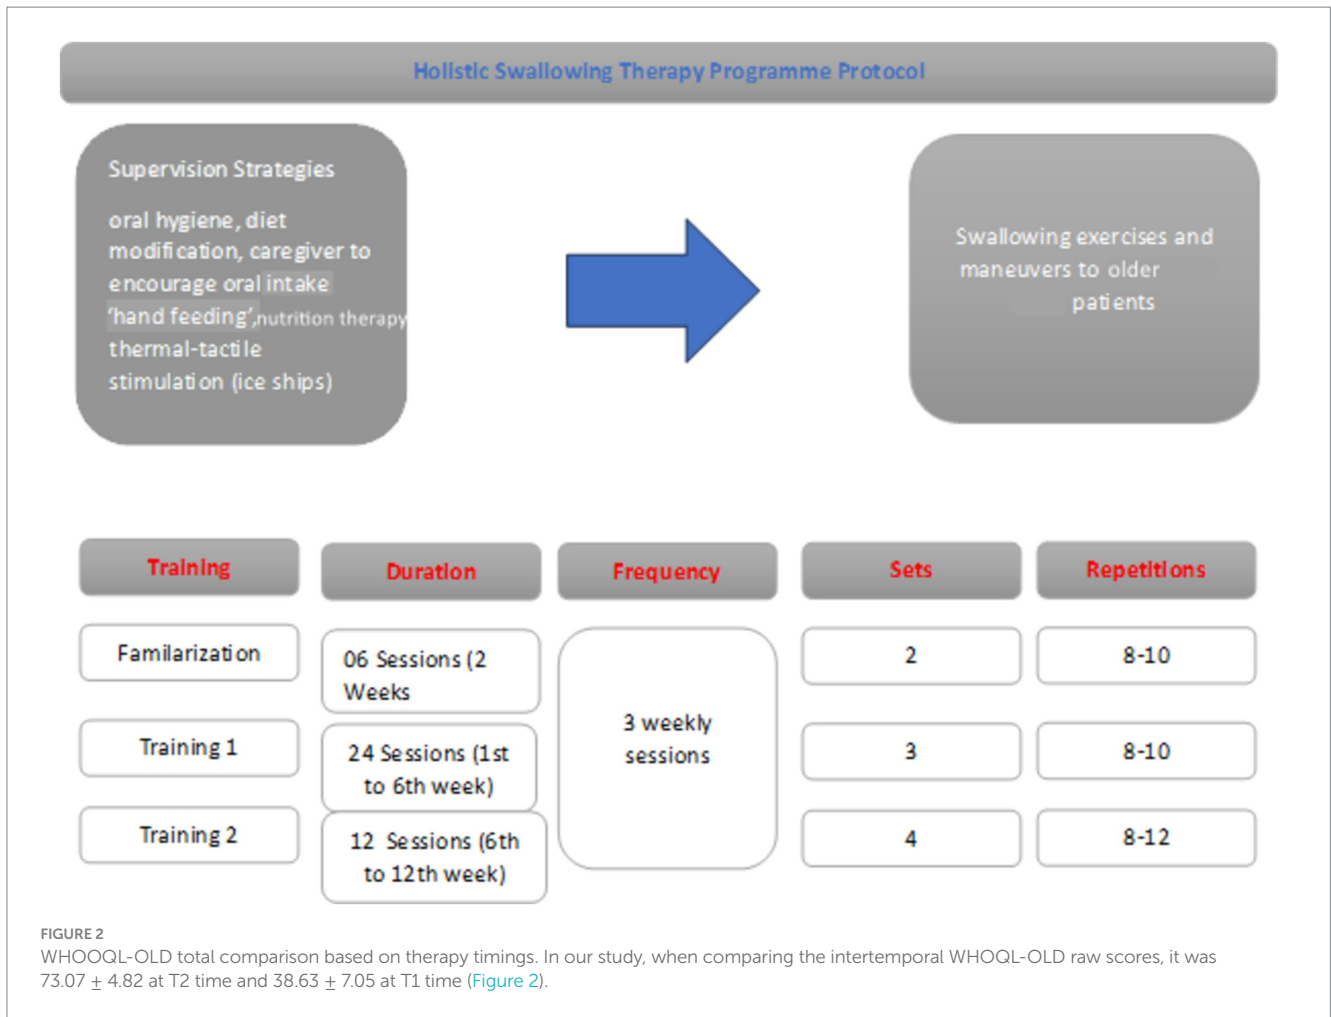 Holistic Swallowing Therapy Programme Protocol
Supervision Strategies
oral hygiene, diet
modification, caregiver to
encourage oral intake
'hand feeding',nutrition therapy
thermal-tactile
stimulation (ice ships)
Swallowing exercises and
maneuvers to older
patients
Training
Duration
Frequency
Sets
Repetitions
Familarization
06 Sessions (2
Weeks
3 weekly
sessions
2
8-10
Training 1
24 Sessions (1st
to 6th week)
3
8-10
Training 2
12 Sessions (6th
to 12th week)
4
8-12
FIGURE 2
WHOOQL-OLD total comparison based on therapy timings. In our study, when comparing the intertemporal WHOQL-OLD raw scores, it was
73.07 ± 4.82 at T2 time and 38.63 ± 7.05 at T1 time (Figure 2).